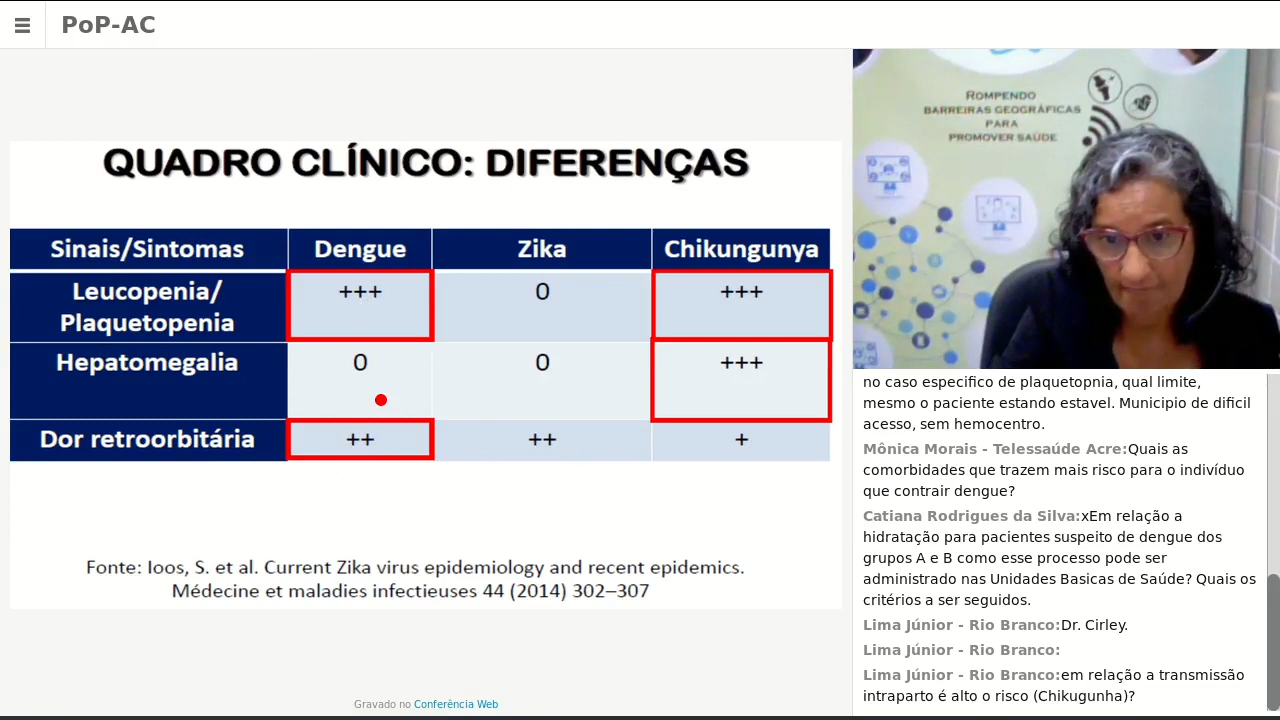 PoP-AC
QUADRO CLÍNICO: DIFERENÇAS
Sinais/Sintomas Dengue Zika Chikungunya
Leucopenia/ +++ 0 +++
Plaquetopenia
Hepatomegalia 0 0 +++
Dor retroorbitária ++ ++ +
Fonte: Ioos, S. et al. Current Zika virus epidemiology and recent epidemics.
Médecine et maladies infectieuses 44 (2014) 302–307
Gravado no Conferência Web
ROMPENDO
BARREIRAS GEOGRÁFICAS
PARA
PROMOVER SAÚDE
no caso especifico de plaquetopnia, qual limite,
mesmo o paciente estando estavel. Municipio de dificil
acesso, sem hemocentro.
Mônica Morais - Telessaúde Acre:Quais as
comorbidades que trazem mais risco para o indivíduo
que contrair dengue?
Catiana Rodrigues da Silva:xEm relação a
hidratação para pacientes suspeito de dengue dos
grupos A e B como esse processo pode ser
administrado nas Unidades Basicas de Saúde? Quais os
critérios a ser seguidos.
Lima Júnior - Rio Branco:Dr. Cirley.
Lima Júnior - Rio Branco:
Lima Júnior - Rio Branco:em relação a transmissão
intraparto é alto o risco (Chikugunha)?